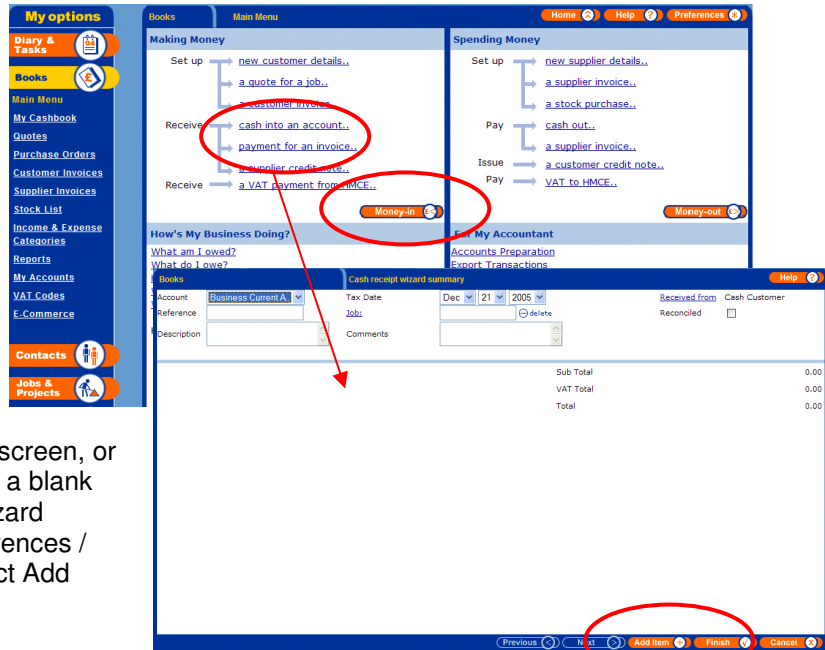 My options
Diary &
Tasks
04
Books
£
Main Menu
My Cashbook
Quotes
Purchase Orders
Customer Invoices
Supplier Invoices
Stock List
Income & Expense
Categories
Reports
My Accounts
VAT Codes
E-Commerce
Contacts
Jobs &
Projects
Books Main Menu Home Help ? Preferences
Making Money
Set up new customer details..
a quote for a job..
a customer invoice..
Receive cash into an account..
payment for an invoice..
a supplier credit note..
Receive a VAT payment from HMCE..
Money-in
Spending Money
Set up new supplier details..
a supplier invoice..
a stock purchase..
Pay cash out..
a supplier invoice..
Issue a customer credit note..
Pay VAT to HMCE..
Money-out
How's My Business Doing?
What am I owed?
What do I owe?
For My Accountant
Accounts Preparation
Export Transactions
Books Cash receipt wizard summary Help ?
Account Business Current A.. Tax Date Dec 21 2005 Received from Cash Customer
Reference Job: delete Reconciled
Description Comments
Sub Total 0.00
VAT Total 0.00
Total 0.00
Previous Next Add Item Finish Cancel
screen, or
a blank
zard
rences /
ct Add